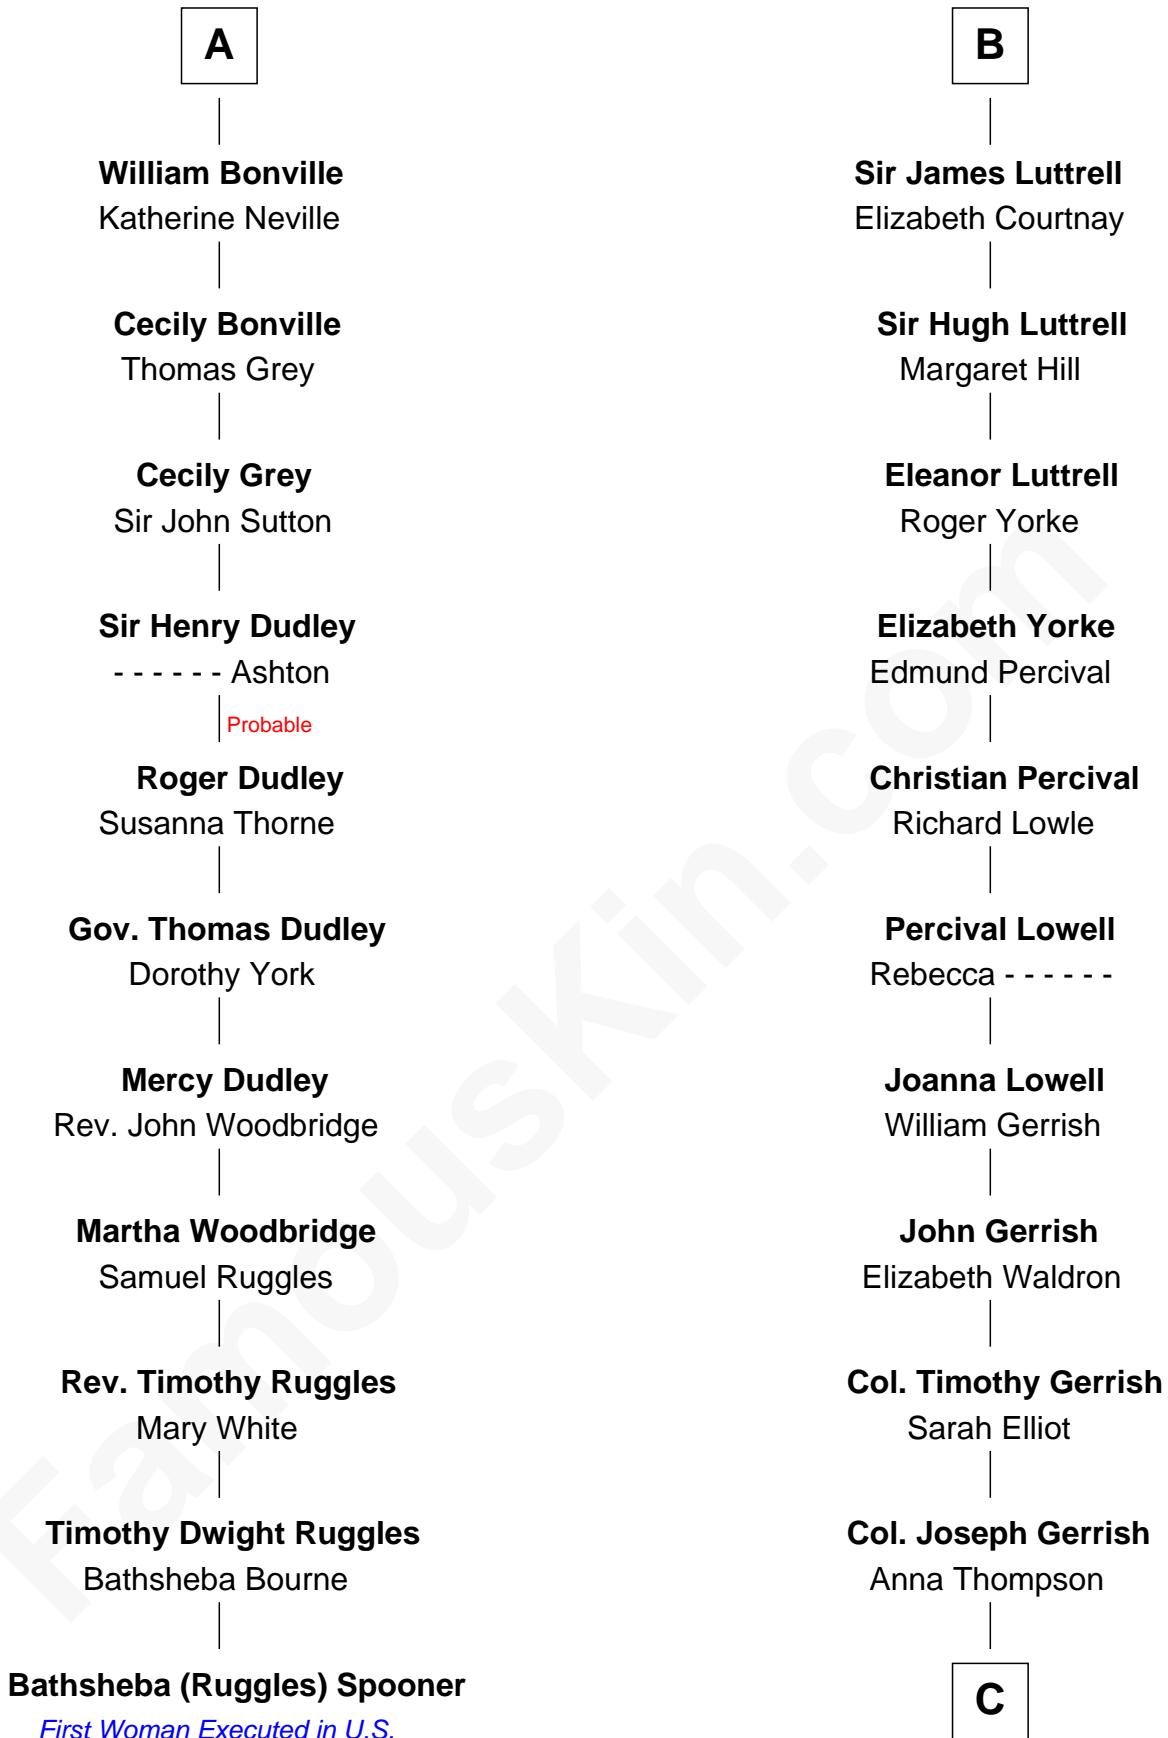 A
William Bonville
Katherine Neville
Cecily Bonville
Thomas Grey
Cecily Grey
Sir John Sutton
Sir Henry Dudley
- - - - - - Ashton
Probable
Roger Dudley
Susanna Thorne
Gov. Thomas Dudley
Dorothy York
Mercy Dudley
Rev. John Woodbridge
Martha Woodbridge
Samuel Ruggles
Rev. Timothy Ruggles
Mary White
Timothy Dwight Ruggles
Bathsheba Bourne
Bathsheba (Ruggles) Spooner
First Woman Executed in U.S.
B
Sir James Luttrell
Elizabeth Courtnay
Sir Hugh Luttrell
Margaret Hill
Eleanor Luttrell
Roger Yorke
Elizabeth Yorke
Edmund Percival
Christian Percival
Richard Lowle
Percival Lowell
Rebecca - - - - - -
Joanna Lowell
William Gerrish
John Gerrish
Elizabeth Waldron
Col. Timothy Gerrish
Sarah Elliot
Col. Joseph Gerrish
Anna Thompson
C
FamousKin.com